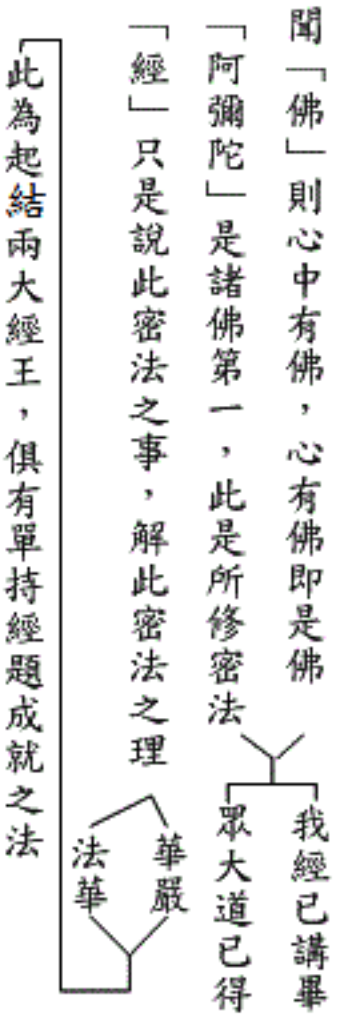 聞「佛」則心中有佛，心有佛即是佛
「阿彌陀」是諸佛第一，此是所修密法
我經已講畢
眾大道已得
「經」只是說此密法之事，解此密法之理
華嚴
法華
此為起結兩大經王，俱有單持經題成就之法